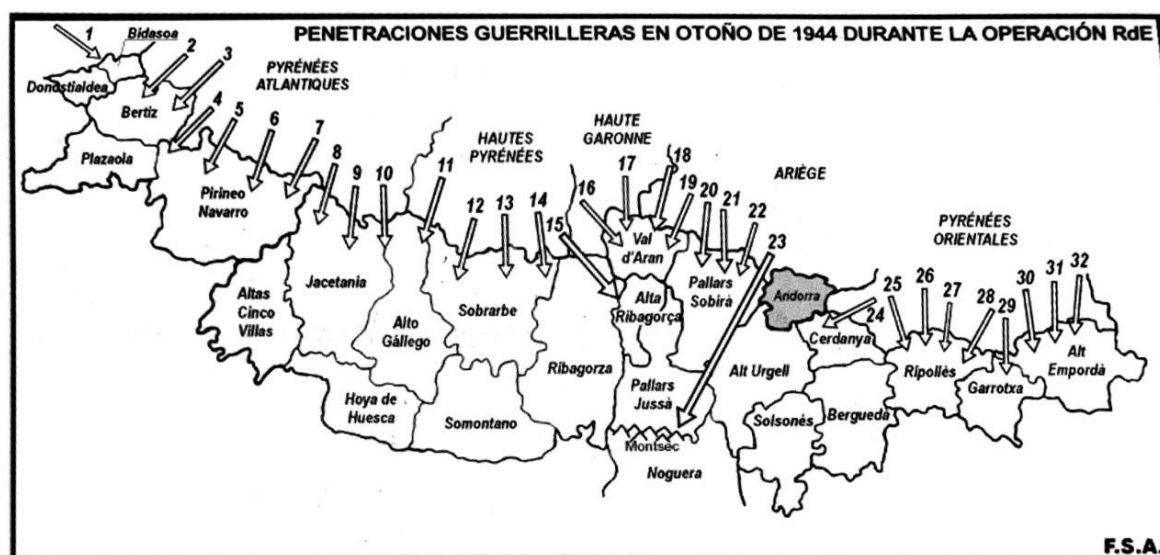 PENETRACIONES GUERRILLERAS EN OTOÑO DE 1944 DURANTE LA OPERACIÓN RdE
1
Bidasoa
2
3
Donostialdea
Bertiz
PYRÉNÉES
ATLANTIQUES
4
5
6
7
8
9
10
11
Plazaola
Pirineo
Navarro
HAUTES
PYRÉNÉES
HAUTE
GARONNE
12
13
14
15
16
17
18
19
20
21
22
23
ARIÈGE
Val
d'Aran
PYRÉNÉES
ORIENTALES
Altas
Cinco
Villas
Jacetania
Alto
Gállego
Sobrarbe
Ribagorza
Alta
Ribagorça
Pallars
Sobirà
Andorra
24
25
26
27
28
29
30
31
32
Cerdanya
Ripollès
Garrotxa
Alt
Empordà
Hoya de
Huesca
Somontano
Pallars
Jussà
Alt Urgell
Solsonès
Berguedà
Montsec
Noguera
F.S.A.